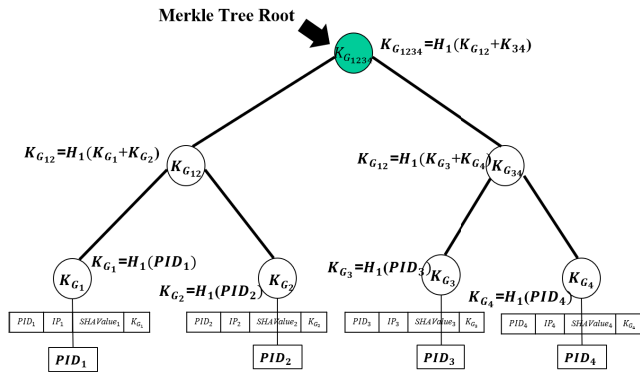 Merkle Tree Root
K_{G_{1234}}
K_{G_{1234}}=H_1(K_{G_{12}}+K_{34})
K_{G_{12}}=H_1(K_{G_1}+K_{G_2})
K_{G_{12}}
K_{G_{12}}=H_1(K_{G_3}+K_{G_4})
K_{G_{34}}
K_{G_1}
K_{G_1}=H_1(PID_1)
K_{G_2}
K_{G_2}=H_1(PID_2)
K_{G_3}=H_1(PID_3)
K_{G_3}
K_{G_4}
K_{G_4}=H_1(PID_4)
PID_1 IP_1 SHAValue_1 K_{G_1}
PID_2 IP_2 SHAValue_2 K_{G_2}
PID_3 IP_3 SHAValue_3 K_{G_3}
PID_4 IP_4 SHAValue_4 K_{G_4}
PID_1
PID_2
PID_3
PID_4